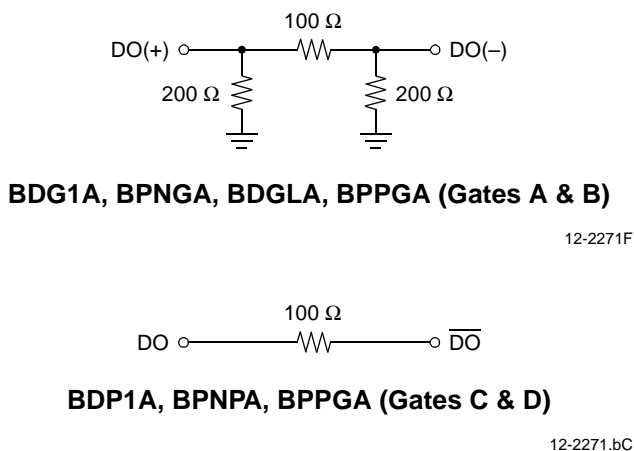 100 Ω
DO(+) DO(–)
200 Ω 200 Ω
BDG1A, BPNGA, BDGLA, BPPGA (Gates A & B)
12-2271F
100 Ω
DO D̅O̅
BDP1A, BPNPA, BPPGA (Gates C & D)
12-2271.bC